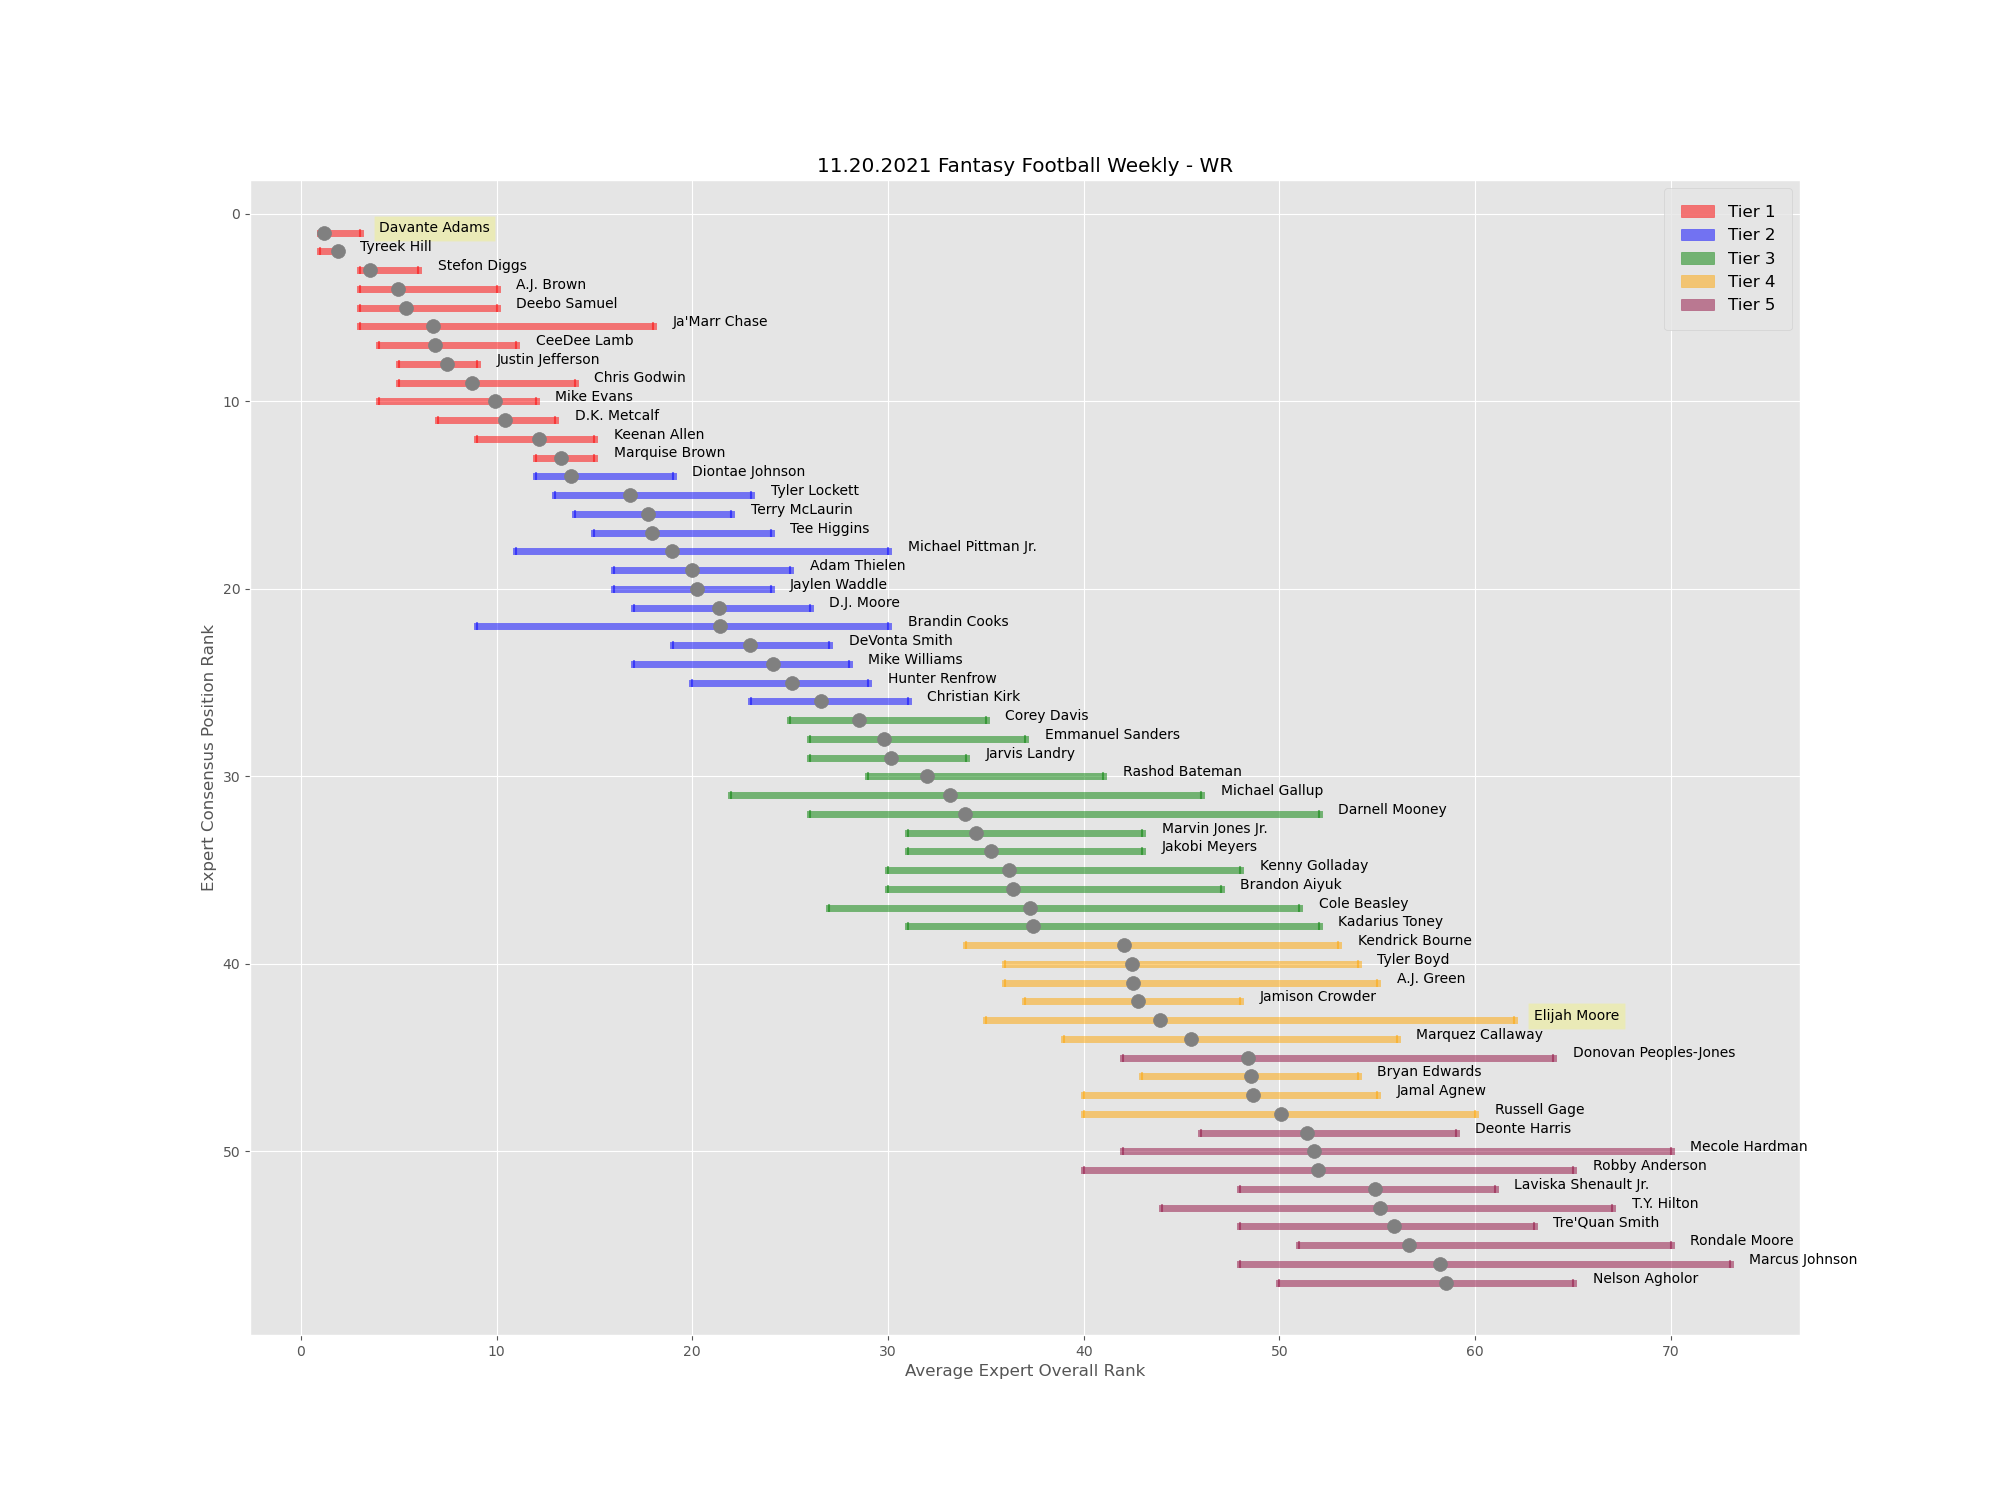 11.20.2021 Fantasy Football Weekly - WR
Tier 1
Tier 2
Tier 3
Tier 4
Tier 5
Davante Adams
Tyreek Hill
Stefon Diggs
A.J. Brown
Deebo Samuel
Ja'Marr Chase
CeeDee Lamb
Justin Jefferson
Chris Godwin
Mike Evans
D.K. Metcalf
Keenan Allen
Marquise Brown
Diontae Johnson
Tyler Lockett
Terry McLaurin
Tee Higgins
Michael Pittman Jr.
Adam Thielen
Jaylen Waddle
D.J. Moore
Brandin Cooks
DeVonta Smith
Mike Williams
Hunter Renfrow
Christian Kirk
Corey Davis
Emmanuel Sanders
Jarvis Landry
Rashod Bateman
Michael Gallup
Darnell Mooney
Marvin Jones Jr.
Jakobi Meyers
Kenny Golladay
Brandon Aiyuk
Cole Beasley
Kadarius Toney
Kendrick Bourne
Tyler Boyd
A.J. Green
Jamison Crowder
Elijah Moore
Marquez Callaway
Donovan Peoples-Jones
Bryan Edwards
Jamal Agnew
Russell Gage
Deonte Harris
Mecole Hardman
Robby Anderson
Laviska Shenault Jr.
T.Y. Hilton
Tre'Quan Smith
Rondale Moore
Marcus Johnson
Nelson Agholor
Expert Consensus Position Rank
0
10
20
30
40
50
0 10 20 30 40 50 60 70
Average Expert Overall Rank